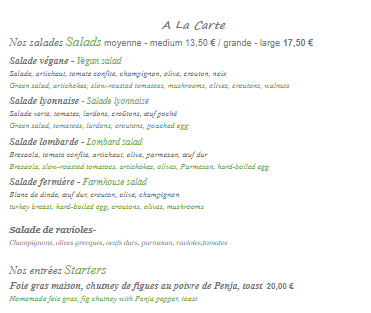 A La Carte
Nos salades Salads moyenne - medium 13,50 € / grande - large 17,50 €
Salade végane - Vegan salad
Salade, artichaut, tomate confite, champignon, olive, crouton, noix
Green salad, artichokes, slow-roasted tomatoes, mushrooms, olives, croutons, walnuts
Salade lyonnaise - Salade lyonnaise
Salade verte, tomates, lardons, croûtons, œuf poché
Green salad, tomatoes, lardons, croutons, poached egg
Salade lombarde - Lombard salad
Bresaola, tomate confite, artichaut, olive, parmesan, œuf dur
Bresaola, slow-roasted tomatoes, artichokes, olives, Parmesan, hard-boiled egg
Salade fermière - Farmhouse salad
Blanc de dinde, œuf dur, crouton, olive, champignon
turkey breast, hard-boiled egg, croutons, olives, mushrooms
Salade de ravioles-
Champignons, olives grecques, oeufs durs, parmesan, ravioles,tomates
Nos entrées Starters
Foie gras maison, chutney de figues au poivre de Penja, toast 20,00 €
Homemade foie gras, fig chutney with Penja pepper, toast